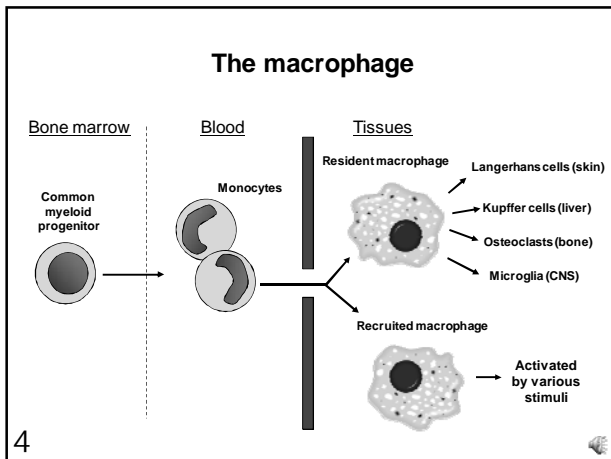 The macrophage
Bone marrow
Blood
Tissues
Common
myeloid
progenitor
Monocytes
Resident macrophage
Langerhans cells (skin)
Kupffer cells (liver)
Osteoclasts (bone)
Microglia (CNS)
Recruited macrophage
Activated
by various
stimuli
4